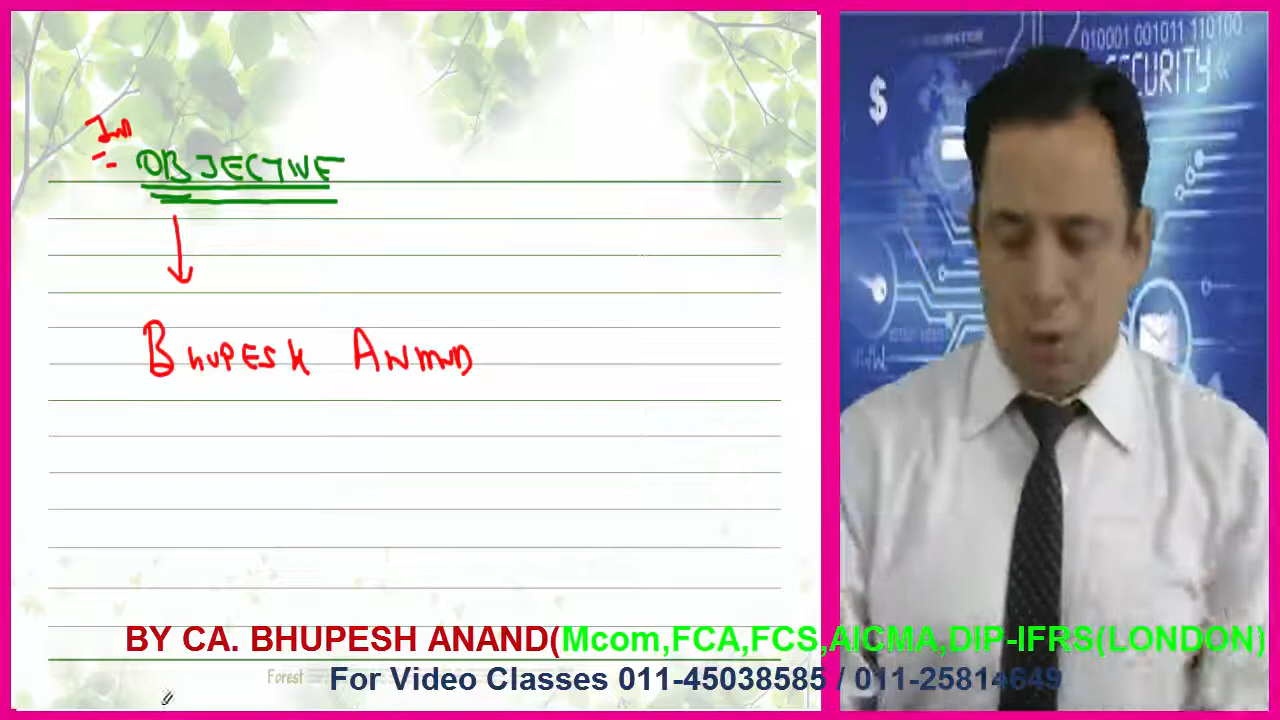 Imp
OBJECTIVE
BHUPESH ANAND
010001 001011 110100
$ SECURITY
BY CA. BHUPESH ANAND(Mcom,FCA,FCS,AICMA,DIP-IFRS(LONDON)
Forest
For Video Classes 011-45038585 / 011-25814649